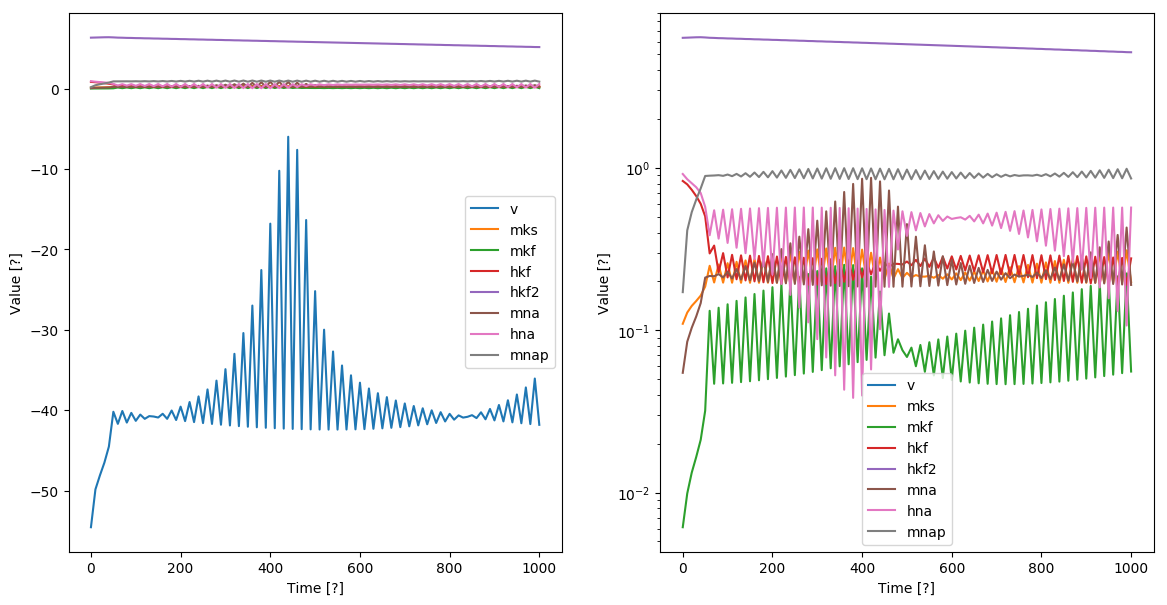 0
−10
−20
−30
−40
−50
Value [?]
0
200
400
600
800
1000
Time [?]
v
mks
mkf
hkf
hkf2
mna
hna
mnap
10⁰
10⁻¹
10⁻²
Value [?]
0
200
400
600
800
1000
Time [?]
v
mks
mkf
hkf
hkf2
mna
hna
mnap